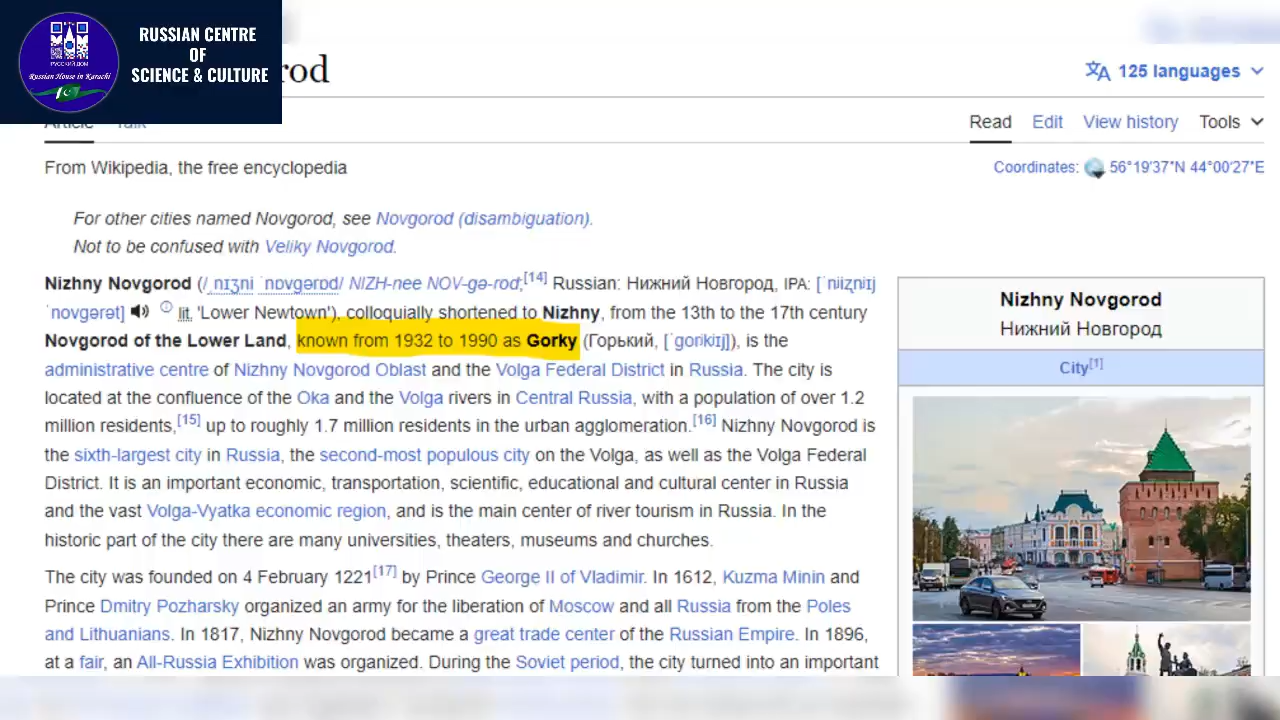 РУССКИЙ ДОМ
Russian House in Karachi
RUSSIAN CENTRE
OF
SCIENCE & CULTURE
rod
125 languages
Article Talk
Read Edit View history Tools
From Wikipedia, the free encyclopedia
Coordinates: 56°19′37″N 44°00′27″E
For other cities named Novgorod, see Novgorod (disambiguation).
Not to be confused with Veliky Novgorod.
Nizhny Novgorod (/ˌnɪʒni ˈnɒvɡərɒd/ NIZH-nee NOV-gə-rod;[14] Russian: Нижний Новгород, IPA: [ˈnʲiʐnʲɪj
ˈnovɡərət] lit. 'Lower Newtown'), colloquially shortened to Nizhny, from the 13th to the 17th century
Novgorod of the Lower Land, known from 1932 to 1990 as Gorky (Горький, [ˈɡorʲkʲɪj]), is the
administrative centre of Nizhny Novgorod Oblast and the Volga Federal District in Russia. The city is
located at the confluence of the Oka and the Volga rivers in Central Russia, with a population of over 1.2
million residents,[15] up to roughly 1.7 million residents in the urban agglomeration.[16] Nizhny Novgorod is
the sixth-largest city in Russia, the second-most populous city on the Volga, as well as the Volga Federal
District. It is an important economic, transportation, scientific, educational and cultural center in Russia
and the vast Volga-Vyatka economic region, and is the main center of river tourism in Russia. In the
historic part of the city there are many universities, theaters, museums and churches.
The city was founded on 4 February 1221[17] by Prince George II of Vladimir. In 1612, Kuzma Minin and
Prince Dmitry Pozharsky organized an army for the liberation of Moscow and all Russia from the Poles
and Lithuanians. In 1817, Nizhny Novgorod became a great trade center of the Russian Empire. In 1896,
at a fair, an All-Russia Exhibition was organized. During the Soviet period, the city turned into an important
Nizhny Novgorod
Нижний Новгород
City[1]